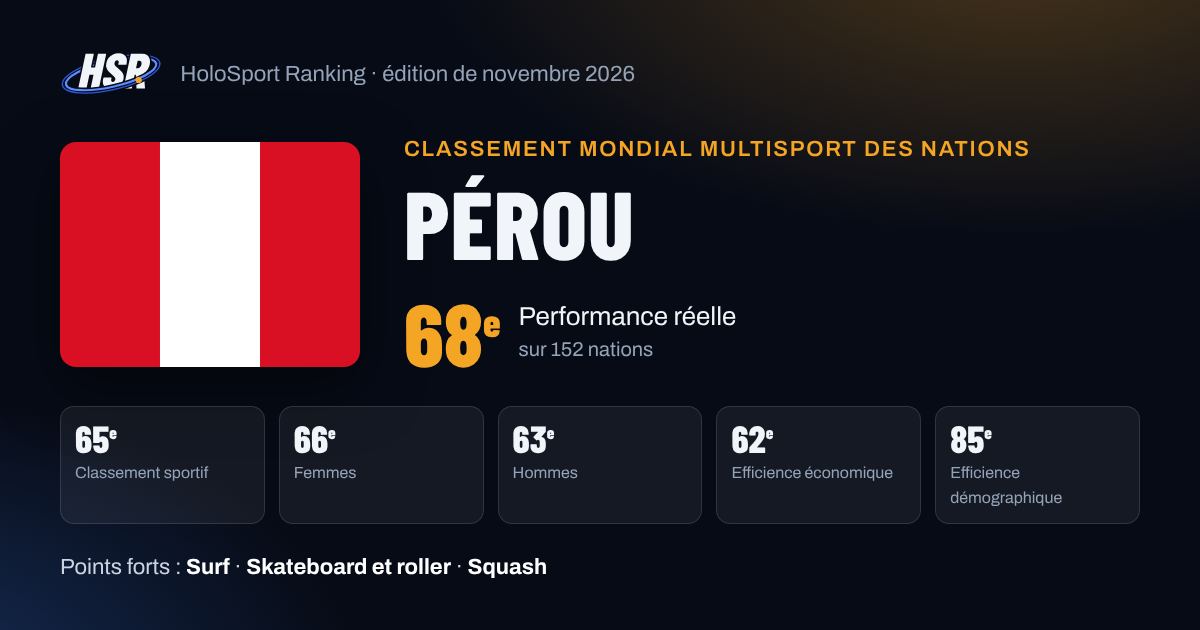 HSR
HoloSport Ranking · édition de novembre 2026
CLASSEMENT MONDIAL MULTISPORT DES NATIONS
PÉROU
68e
Performance réelle
sur 152 nations
65e
Classement sportif
66e
Femmes
63e
Hommes
62e
Efficience économique
85e
Efficience
démographique
Points forts : Surf · Skateboard et roller · Squash